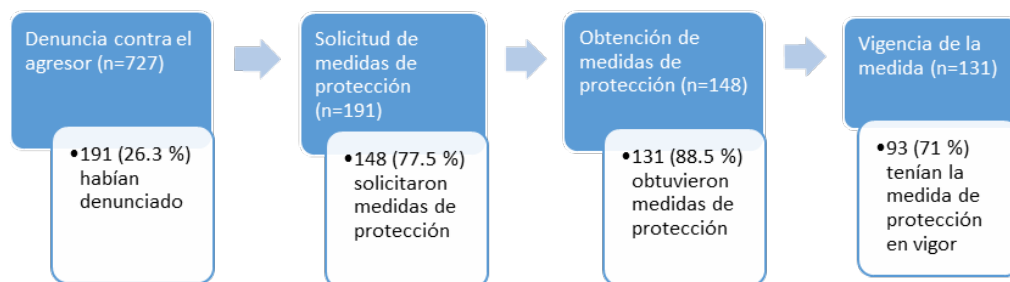 Denuncia contra el
agresor (n=727)
•191 (26.3 %)
habían
denunciado
Solicitud de
medidas de
protección
(n=191)
•148 (77.5 %)
solicitaron
medidas de
protección
Obtención de
medidas de
protección (n=148)
•131 (88.5 %)
obtuvieron
medidas de
protección
Vigencia de la
medida (n=131)
•93 (71 %)
tenían la
medida de
protección
en vigor